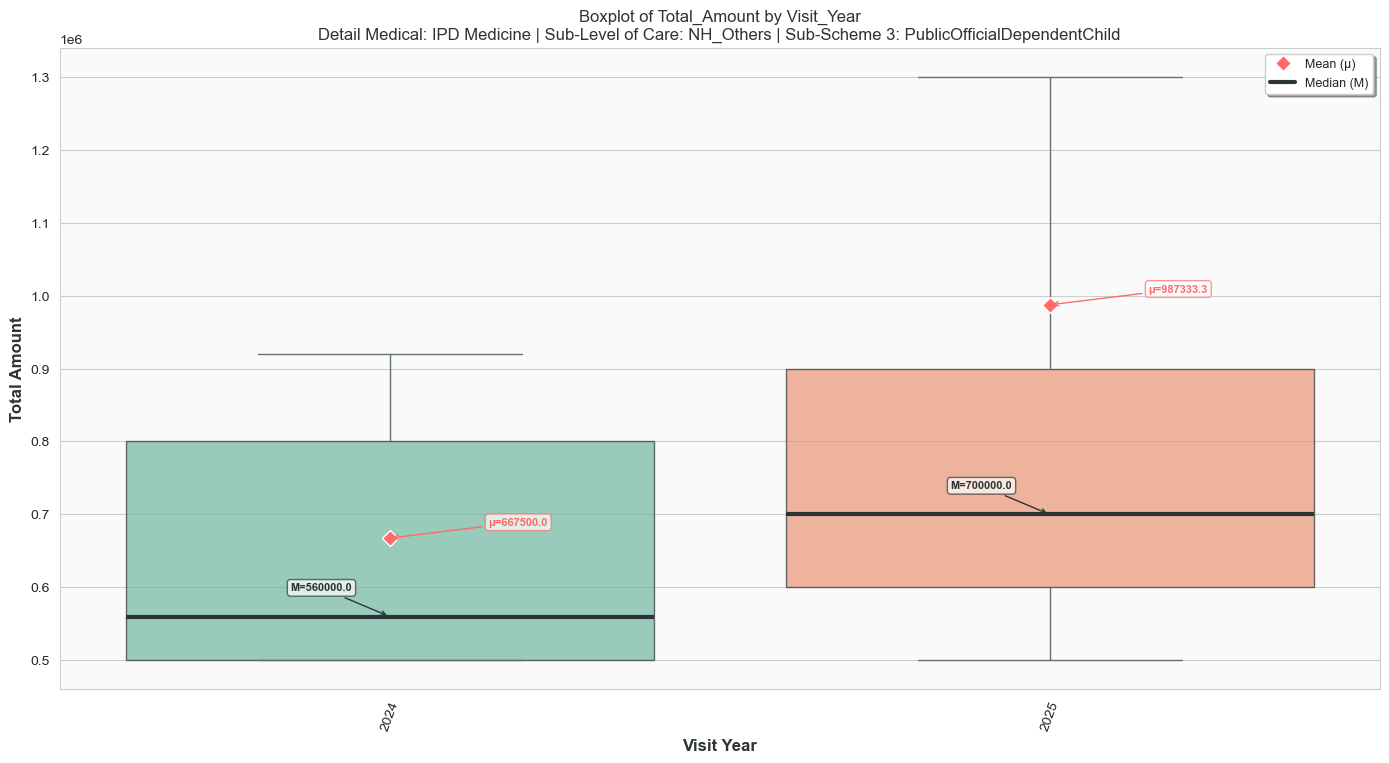 Boxplot of Total_Amount by Visit_Year
Detail Medical: IPD Medicine | Sub-Level of Care: NH_Others | Sub-Scheme 3: PublicOfficialDependentChild
1e6
Mean (μ)
Median (M)
1.3
1.2
1.1
1.0
0.9
0.8
0.7
0.6
0.5
Total Amount
μ=987333.3
M=700000.0
μ=667500.0
M=560000.0
2024
2025
Visit Year